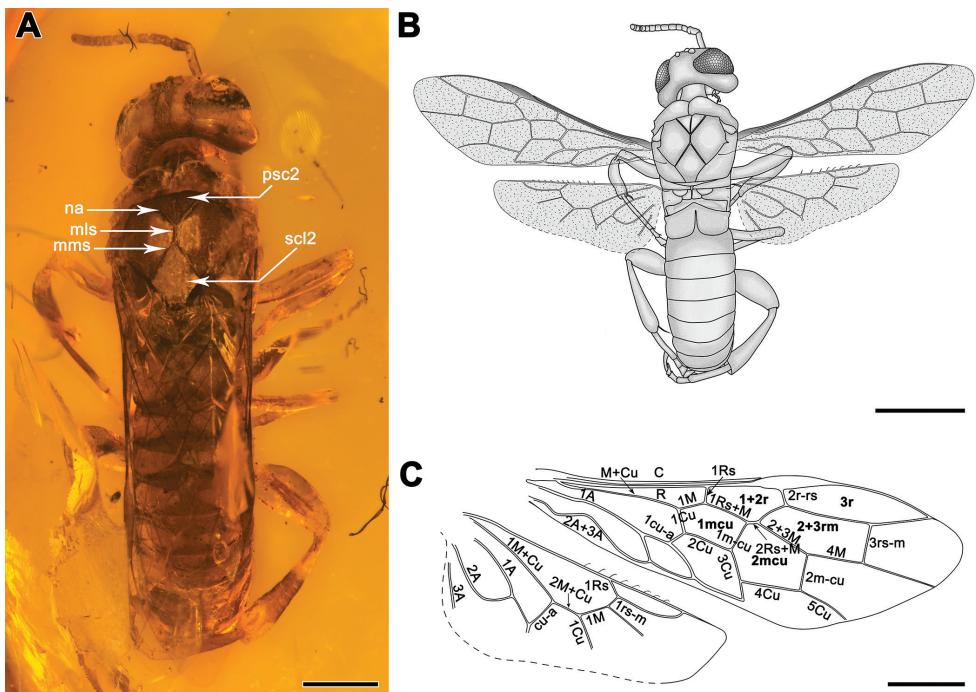 A
psc2
na
mls
mms
scl2
B
C
M+Cu
C
1Rs
1A
R
1M
1Rs+M
1+2r
2r-rs
3r
2A+3A
1cu-a
1Cu
1mcu
1m-cu
2+3M
2+3rm
3rs-m
2Cu
3Cu
2Rs+M
2mcu
4M
2m-cu
4Cu
5Cu
3A
2A
1A
1M+Cu
2M+Cu
1Rs
cu-a
1Cu
1M
1rs-m